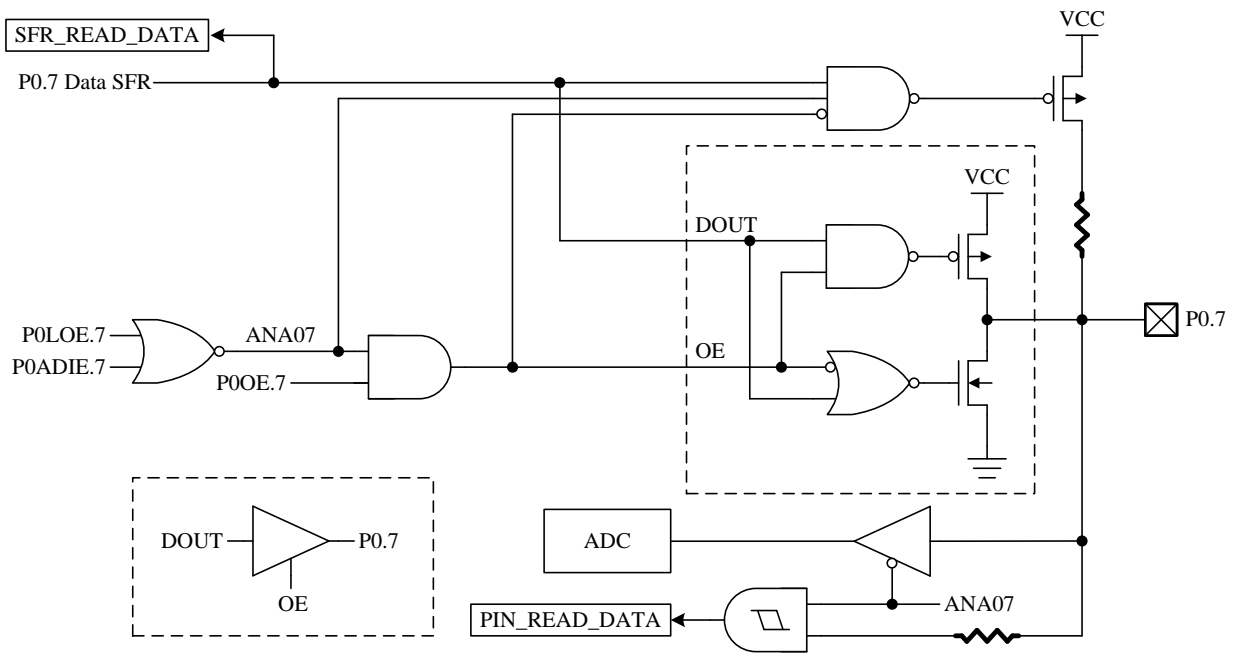 VCC
SFR_READ_DATA
P0.7 Data SFR
VCC
DOUT
P0.7
P0LOE.7
ANA07
P0ADIE.7
OE
P0OE.7
DOUT
P0.7
OE
ADC
ANA07
PIN_READ_DATA